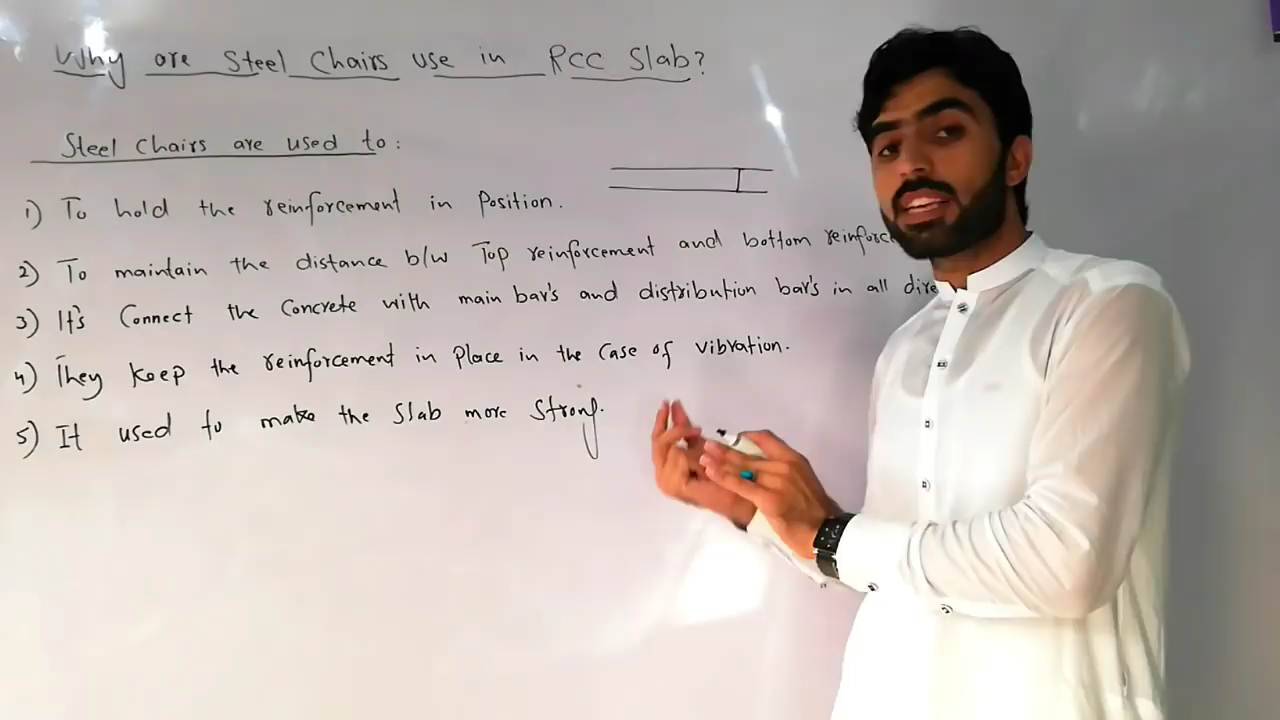 Why are Steel Chairs use in RCC Slab?
Steel Chairs are used to:
1) To hold the reinforcement in Position.
2) To maintain the distance b/w Top reinforcement and bottom reinforc
3) It's Connect the Concrete with main bar's and distribution bar's in all dire
4) They keep the reinforcement in Place in the Case of vibration.
5) It used to make the Slab more Strong.